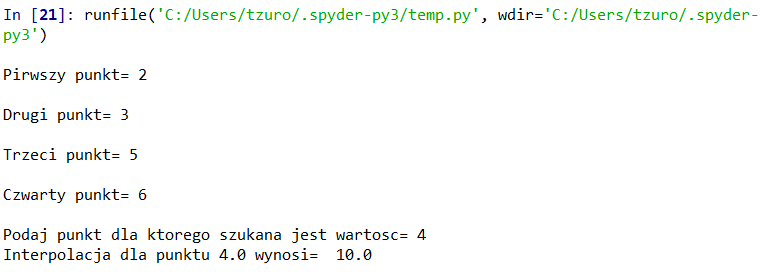 In [21]: runfile('C:/Users/tzuro/.spyder-py3/temp.py', wdir='C:/Users/tzuro/.spyder-
py3')
Pirwszy punkt= 2
Drugi punkt= 3
Trzeci punkt= 5
Czwarty punkt= 6
Podaj punkt dla ktorego szukana jest wartosc= 4
Interpolacja dla punktu 4.0 wynosi=  10.0